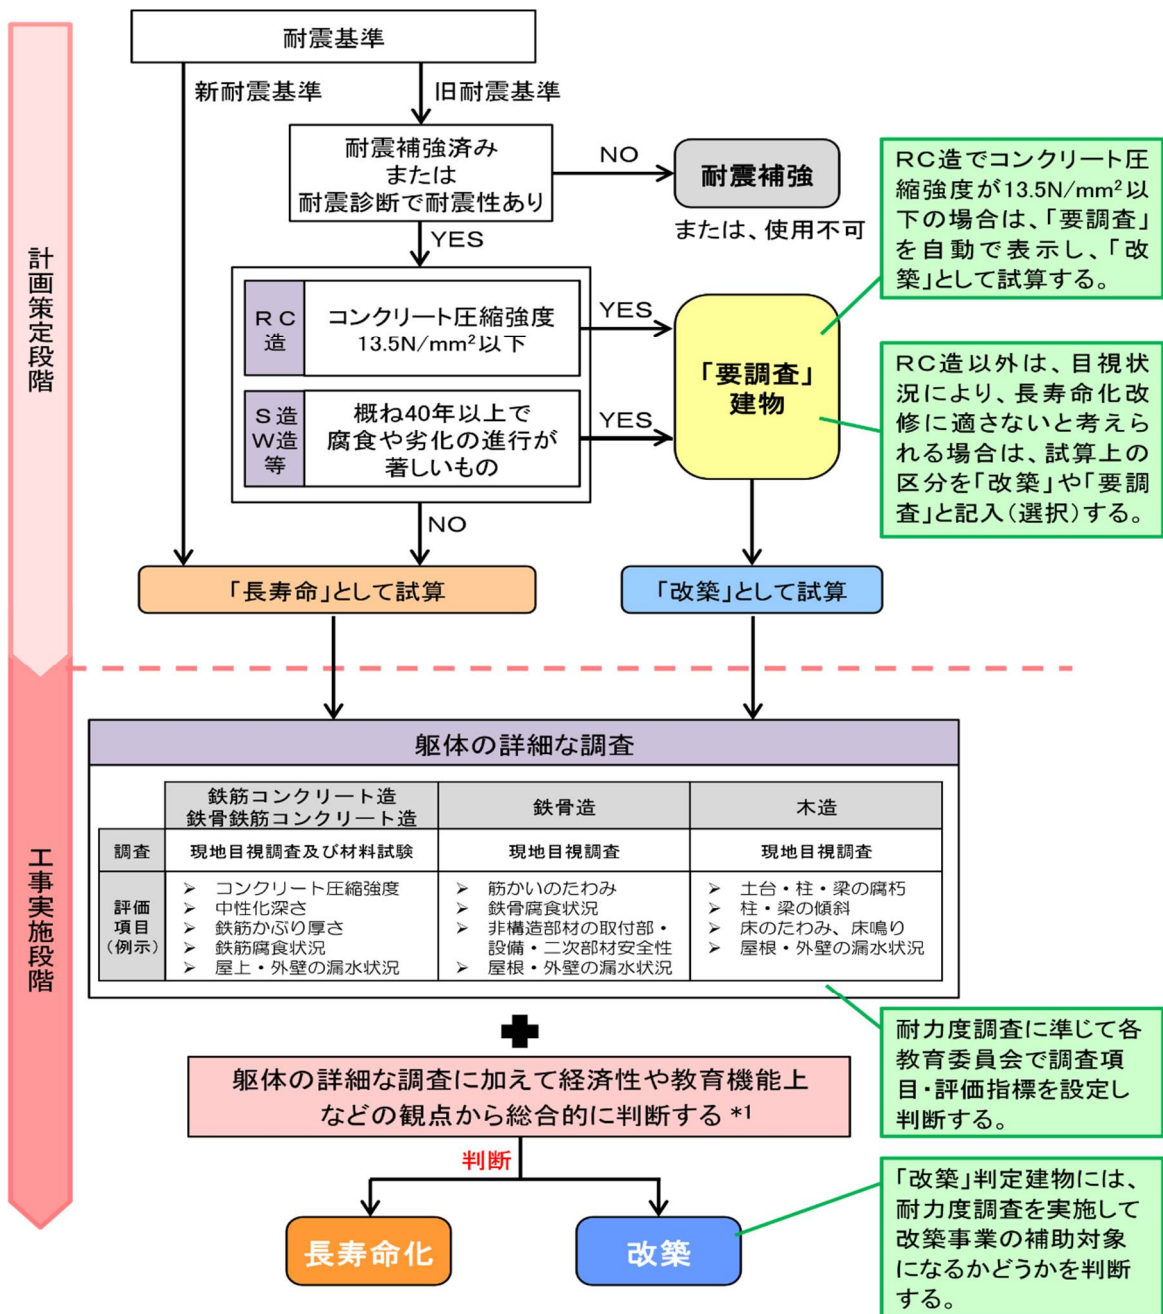 耐震基準
新耐震基準
旧耐震基準
耐震補強済み
または
耐震診断で耐震性あり
NO
耐震補強
または、使用不可
YES
RC
造
コンクリート圧縮強度
13.5N/mm²以下
YES
S造
W造
等
概ね40年以上で
腐食や劣化の進行が
著しいもの
YES
「要調査」
建物
NO
「長寿命」として試算
「改築」として試算
RC造でコンクリート圧
縮強度が13.5N/mm²以
下の場合は、「要調査」
を自動で表示し、「改
築」として試算する。
RC造以外は、目視状
況により、長寿命化改
修に適さないと考えら
れる場合は、試算上の
区分を「改築」や「要調
査」と記入(選択)する。
計画策定段階
工事実施段階
躯体の詳細な調査
鉄筋コンクリート造
鉄骨鉄筋コンクリート造
鉄骨造
木造
調査
現地目視調査及び材料試験
現地目視調査
現地目視調査
評価
項目
(例示)
➢ コンクリート圧縮強度
➢ 中性化深さ
➢ 鉄筋かぶり厚さ
➢ 鉄筋腐食状況
➢ 屋上・外壁の漏水状況
➢ 筋かいのたわみ
➢ 鉄骨腐食状況
➢ 非構造部材の取付部・
設備・二次部材安全性
➢ 屋根・外壁の漏水状況
➢ 土台・柱・梁の腐朽
➢ 柱・梁の傾斜
➢ 床のたわみ、床鳴り
➢ 屋根・外壁の漏水状況
耐力度調査に準じて各
教育委員会で調査項
目・評価指標を設定し
判断する。
躯体の詳細な調査に加えて経済性や教育機能上
などの観点から総合的に判断する *1
判断
長寿命化
改築
「改築」判定建物には、
耐力度調査を実施して
改築事業の補助対象
になるかどうかを判断
する。